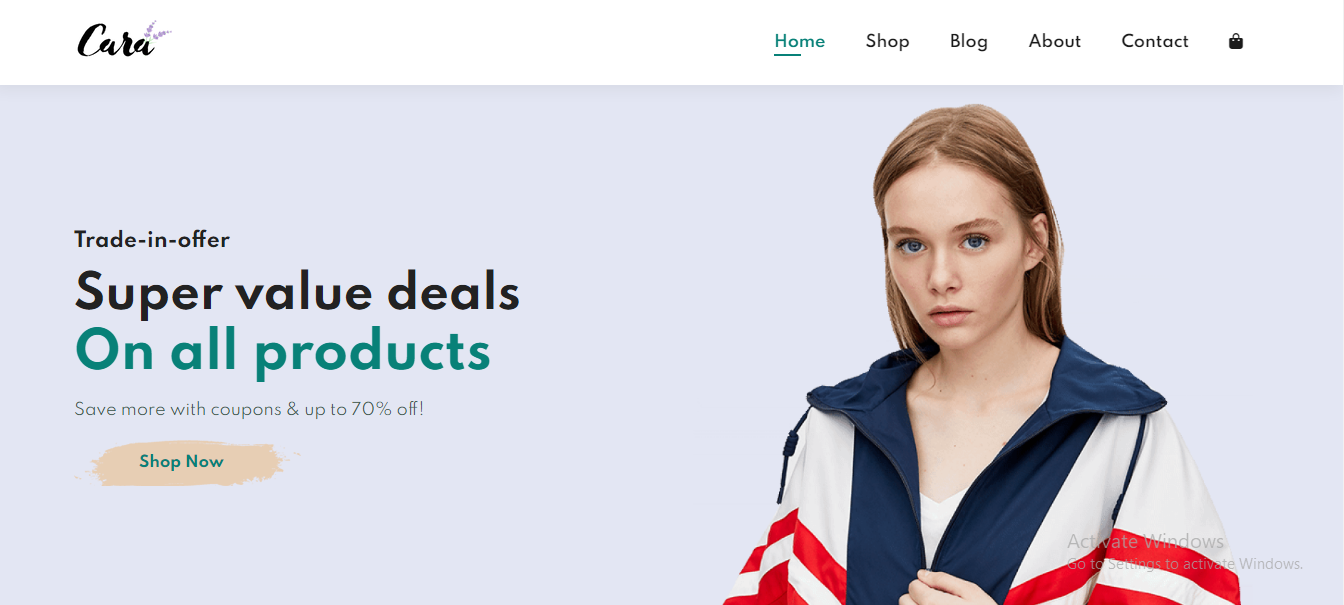 Cara
Home Shop Blog About Contact
Trade-in-offer
Super value deals
On all products
Save more with coupons & up to 70% off!
Shop Now
Activate Windows
Go to Settings to activate Windows.